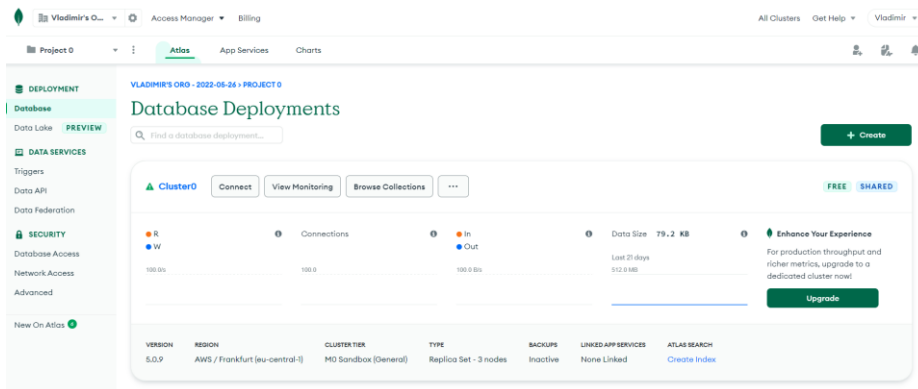 Vladimir's O... Access Manager Billing All Clusters Get Help Vladimir
Project 0 Atlas App Services Charts
DEPLOYMENT
Database
Data Lake PREVIEW
DATA SERVICES
Triggers
Data API
Data Federation
SECURITY
Database Access
Network Access
Advanced
New On Atlas
VLADIMIR'S ORG - 2022-05-26 > PROJECT 0
Database Deployments
Find a database deployment...
+ Create
Cluster0 Connect View Monitoring Browse Collections ... FREE SHARED
R
W
100.0/s
Connections
100.0
In
Out
100.0 B/s
Data Size 79.2 KB
Last 21 days
512.0 MB
Enhance Your Experience
For production throughput and
richer metrics, upgrade to a
dedicated cluster now!
Upgrade
VERSION REGION CLUSTER TIER TYPE BACKUPS LINKED APP SERVICES ATLAS SEARCH
5.0.9 AWS / Frankfurt (eu-central-1) M0 Sandbox (General) Replica Set - 3 nodes Inactive None Linked Create Index